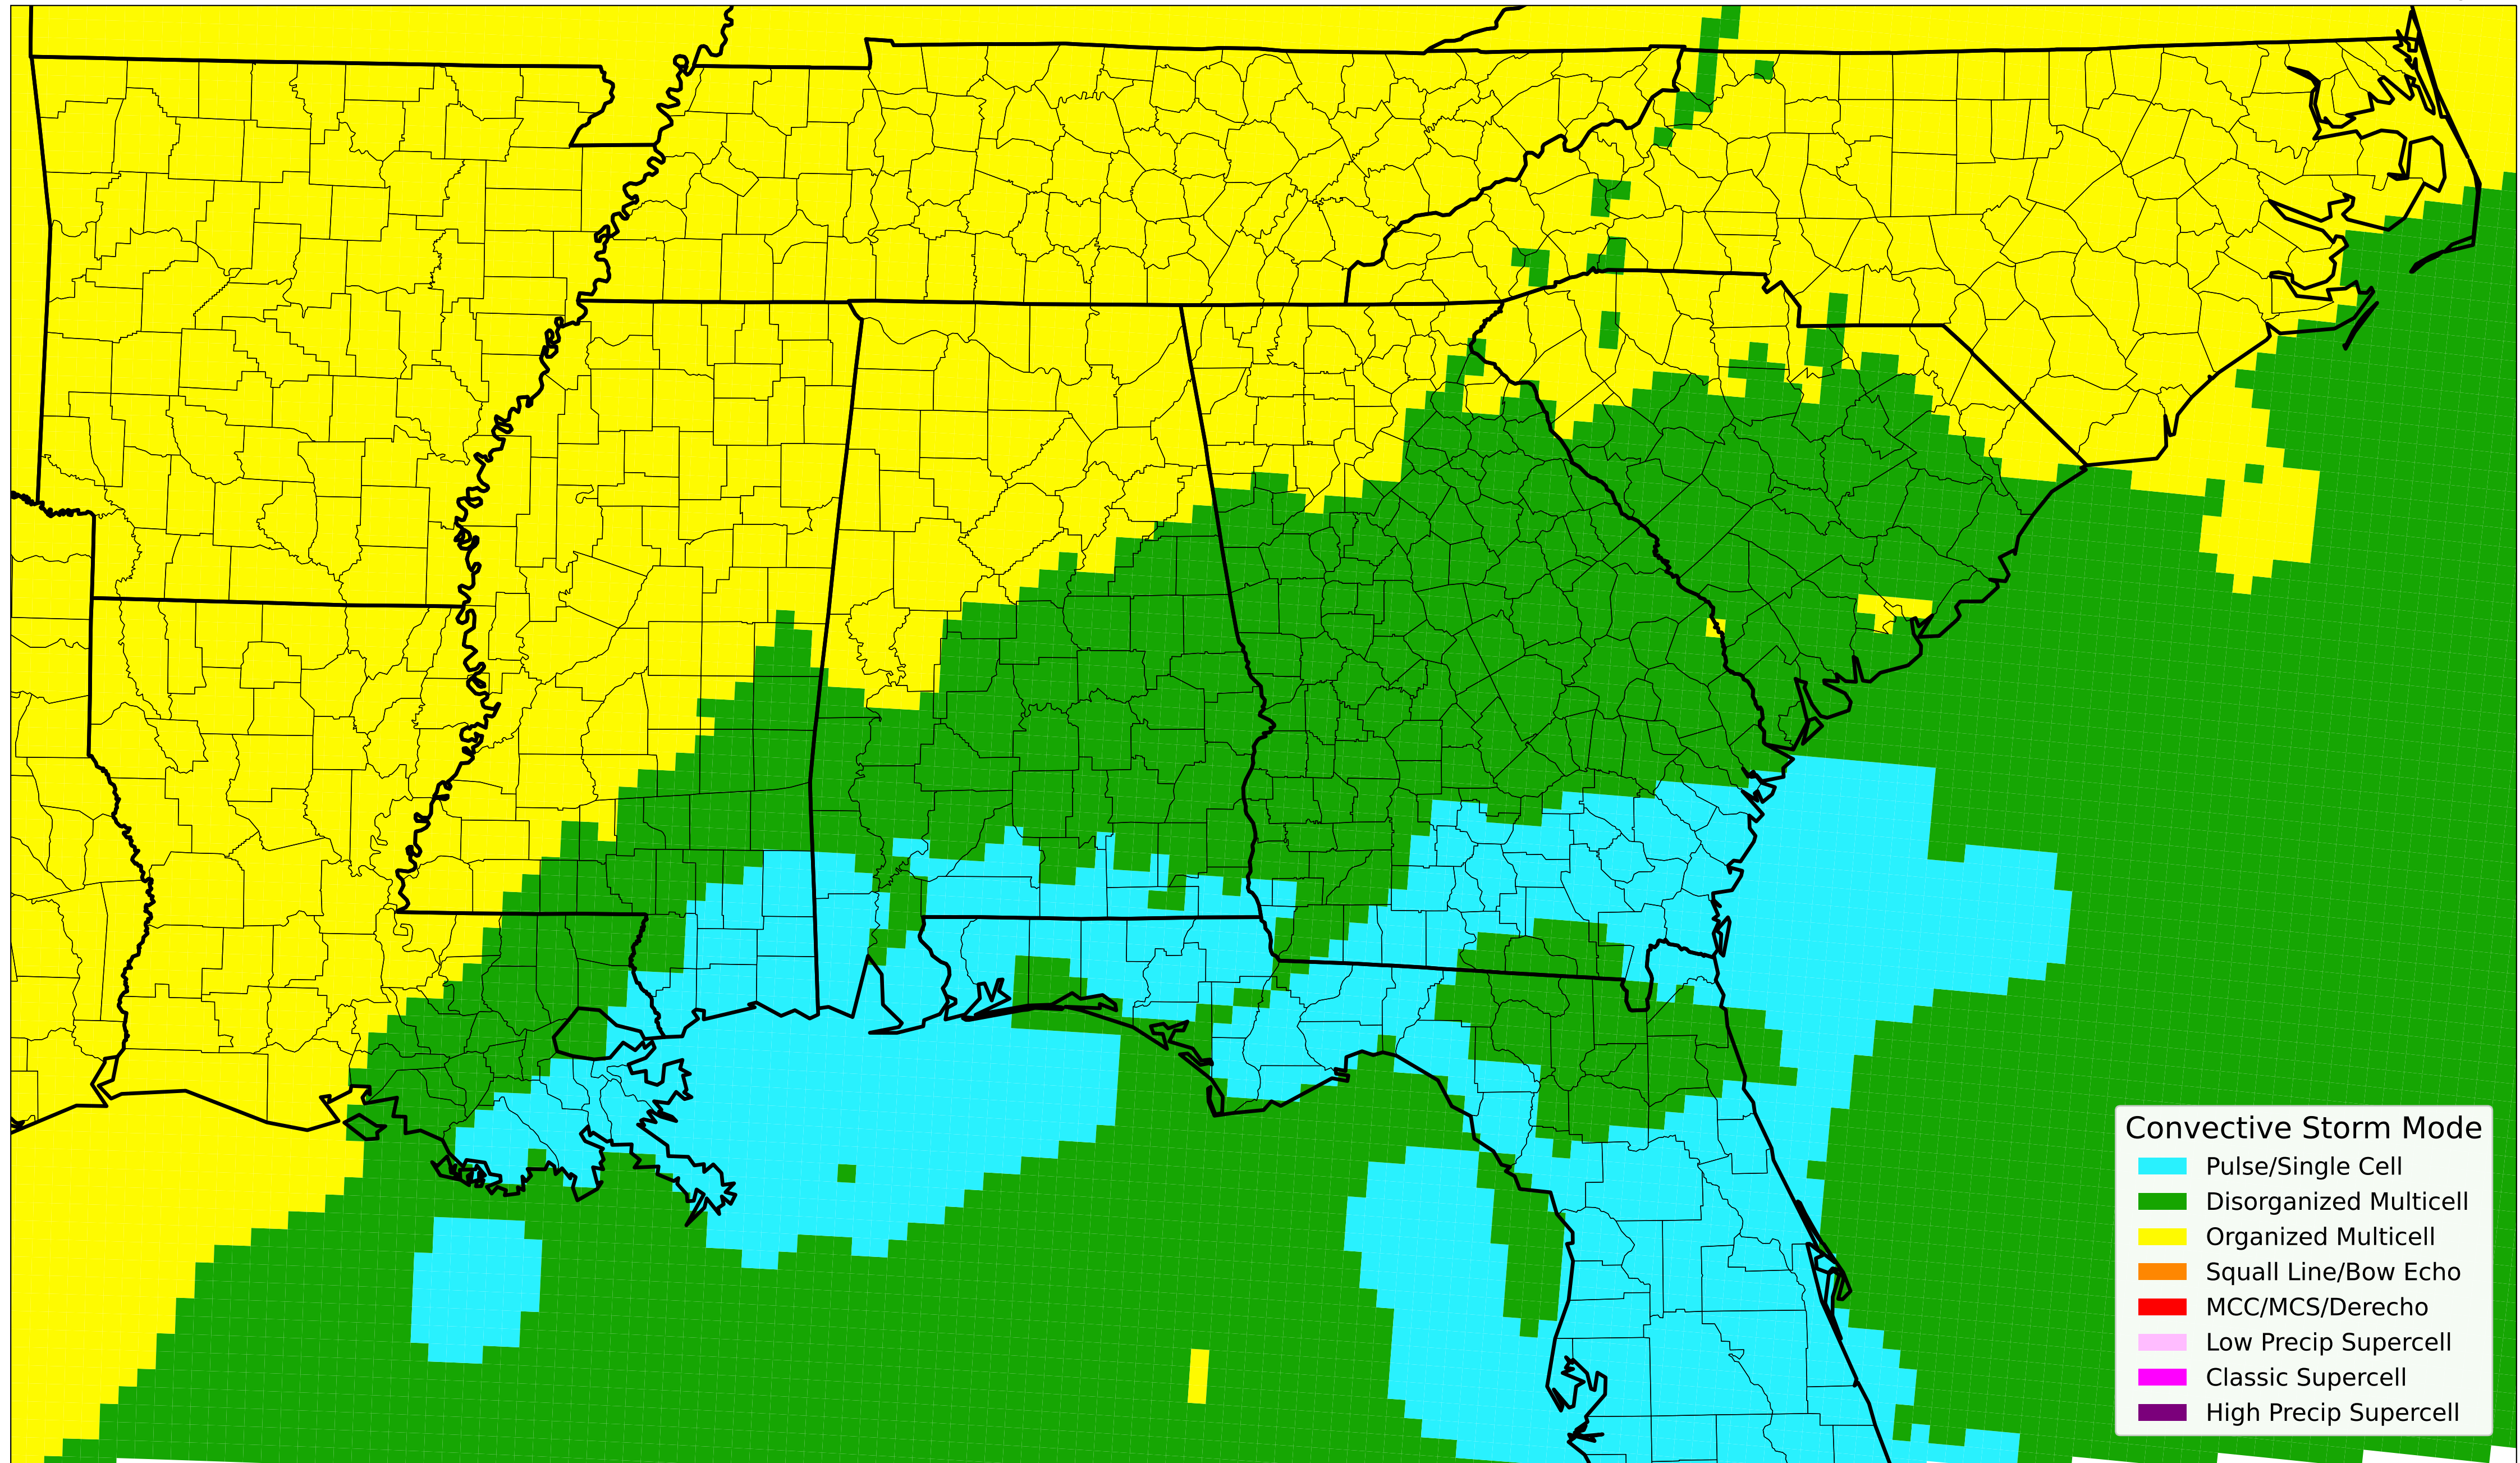 Convective Storm Mode
Pulse/Single Cell
Disorganized Multicell
Organized Multicell
Squall Line/Bow Echo
MCC/MCS/Derecho
Low Precip Supercell
Classic Supercell
High Precip Supercell